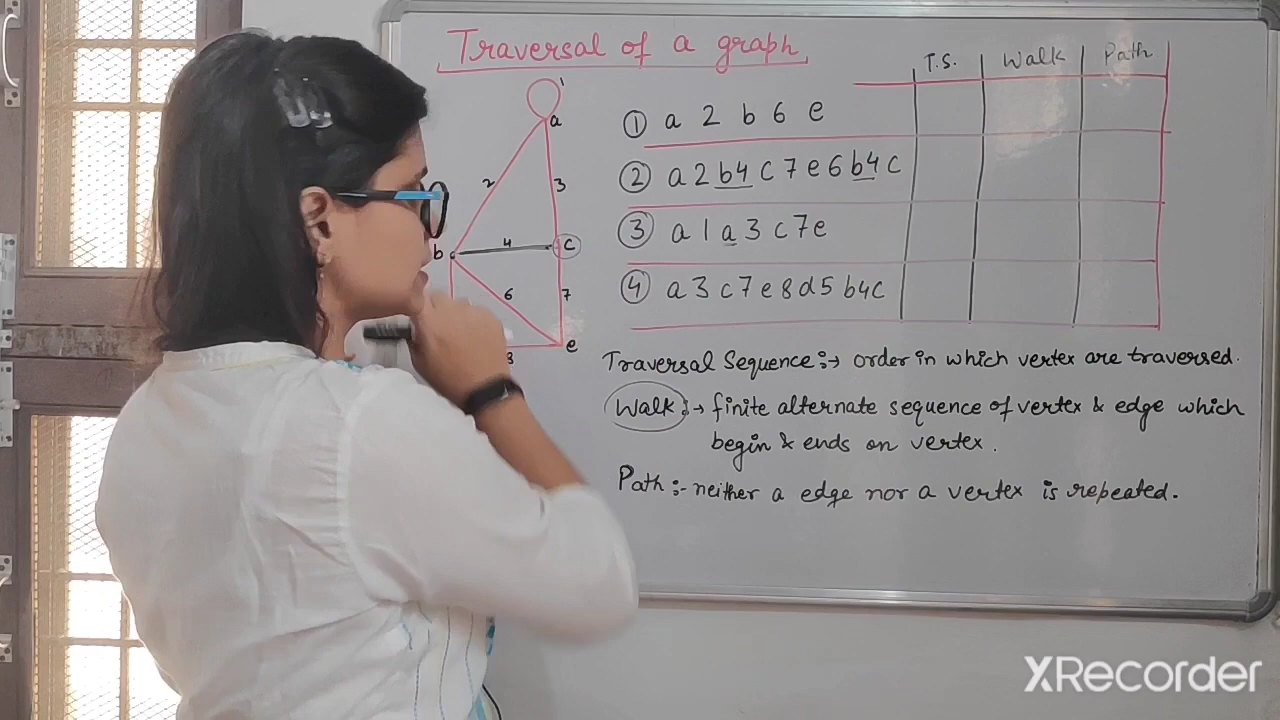 Traversal of a graph
T.S. Walk Path
1
a
2
3
b
4
c
6
7
e
① a 2 b 6 e
② a 2 b 4 c 7 e 6 b 4 c
③ a 1 a 3 c 7 e
④ a 3 c 7 e 8 d 5 b 4 c
Traversal Sequence :→ order in which vertex are traversed.
Walk :→ finite alternate sequence of vertex & edge which
begin & ends on vertex.
Path :- neither a edge nor a vertex is repeated.
XRecorder